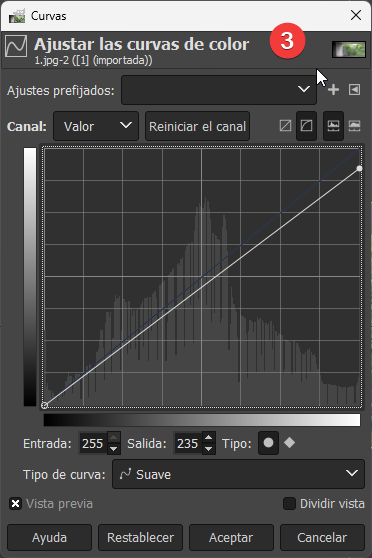 Curvas
Ajustar las curvas de color
3
1.jpg-2 ([1] (importada))
Ajustes prefijados:
Canal: Valor Reiniciar el canal
Entrada: 255 Salida: 235 Tipo:
Tipo de curva: Suave
Vista previa Dividir vista
Ayuda Restablecer Aceptar Cancelar